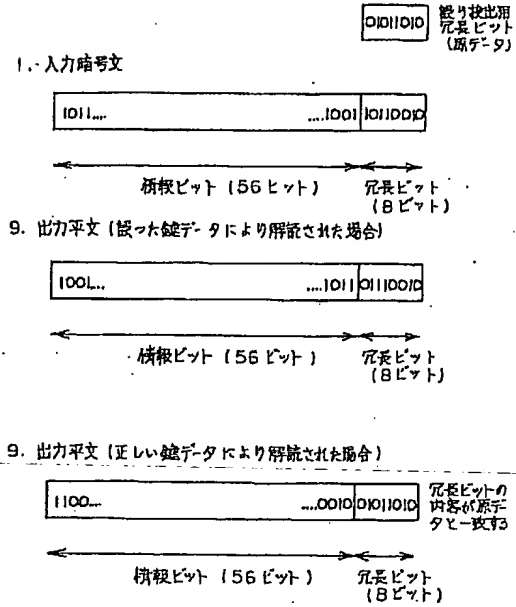 01011010
誤り検出用
冗長ビット
(原データ)
1. 入力暗号文
1011.... ....1001 10110010
情報ビット (56ビット)
冗長ビット
(8ビット)
9. 出力平文 (誤った鍵データにより解読された場合)
1001.... ....1011 01110010
情報ビット (56ビット)
冗長ビット
(8ビット)
9. 出力平文 (正しい鍵データにより解読された場合)
1100.... ....0010 01011010
冗長ビットの
内容が原デー
タと一致する
情報ビット (56ビット)
冗長ビット
(8ビット)